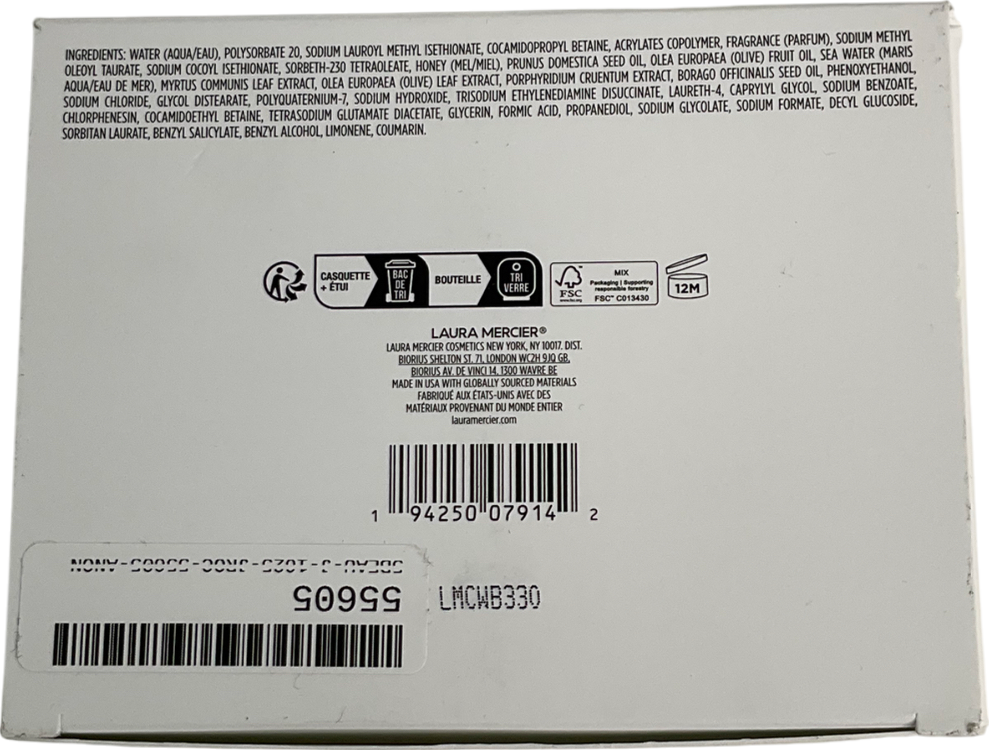 INGREDIENTS: WATER (AQUA/EAU), POLYSORBATE 20, SODIUM LAUROYL METHYL ISETHIONATE, COCAMIDOPROPYL BETAINE, ACRYLATES COPOLYMER, FRAGRANCE (PARFUM), SODIUM METHYL
OLEOYL TAURATE, SODIUM COCOYL ISETHIONATE, SORBETH-230 TETRAOLEATE, HONEY (MEL/MIEL), PRUNUS DOMESTICA SEED OIL, OLEA EUROPAEA (OLIVE) FRUIT OIL, SEA WATER (MARIS
AQUA/EAU DE MER), MYRTUS COMMUNIS LEAF EXTRACT, OLEA EUROPAEA (OLIVE) LEAF EXTRACT, PORPHYRIDIUM CRUENTUM EXTRACT, BORAGO OFFICINALIS SEED OIL, PHENOXYETHANOL,
SODIUM CHLORIDE, GLYCOL DISTEARATE, POLYQUATERNIUM-7, SODIUM HYDROXIDE, TRISODIUM ETHYLENEDIAMINE DISUCCINATE, LAURETH-4, CAPRYLYL GLYCOL, SODIUM BENZOATE,
CHLORPHENESIN, COCAMIDOETHYL BETAINE, TETRASODIUM GLUTAMATE DIACETATE, GLYCERIN, FORMIC ACID, PROPANEDIOL, SODIUM GLYCOLATE, SODIUM FORMATE, DECYL GLUCOSIDE,
SORBITAN LAURATE, BENZYL SALICYLATE, BENZYL ALCOHOL, LIMONENE, COUMARIN.
CASQUETTE
+ ÉTUI
BAC
DE
TRI
BOUTEILLE
TRI
VERRE
FSC
www.fsc.org
MIX
Packaging | Supporting
responsible forestry
FSC™ C013430
12M
LAURA MERCIER®
LAURA MERCIER COSMETICS NEW YORK, NY 10017. DIST.
BIORIUS SHELTON ST. 71, LONDON WC2H 9JQ GB.
BIORIUS AV. DE VINCI 14, 1300 WAVRE BE
MADE IN USA WITH GLOBALLY SOURCED MATERIALS
FABRIQUÉ AUX ÉTATS-UNIS AVEC DES
MATÉRIAUX PROVENANT DU MONDE ENTIER
lauramercier.com
1 94250 07914 2
LMCWB330
55605